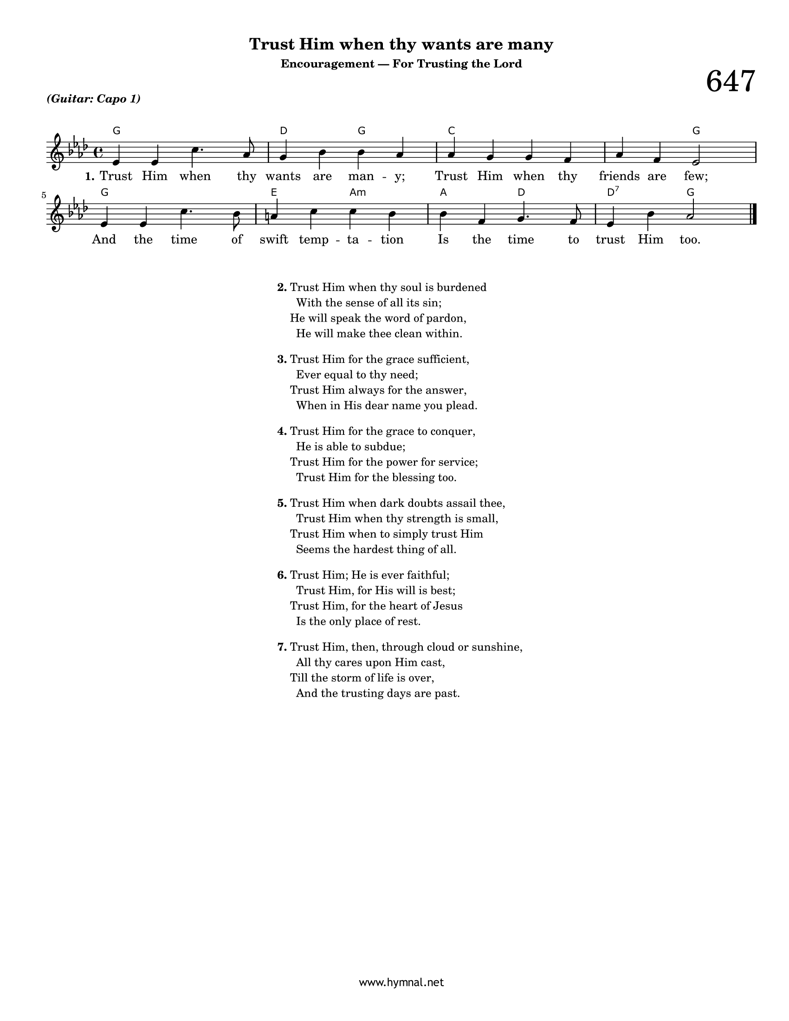 Trust Him when thy wants are many
Encouragement — For Trusting the Lord
647
(Guitar: Capo 1)
G D G C G
1. Trust Him when thy wants are man - y; Trust Him when thy friends are few;
5
G E Am A D D7 G
And the time of swift temp - ta - tion Is the time to trust Him too.
2. Trust Him when thy soul is burdened
With the sense of all its sin;
He will speak the word of pardon,
He will make thee clean within.
3. Trust Him for the grace sufficient,
Ever equal to thy need;
Trust Him always for the answer,
When in His dear name you plead.
4. Trust Him for the grace to conquer,
He is able to subdue;
Trust Him for the power for service;
Trust Him for the blessing too.
5. Trust Him when dark doubts assail thee,
Trust Him when thy strength is small,
Trust Him when to simply trust Him
Seems the hardest thing of all.
6. Trust Him; He is ever faithful;
Trust Him, for His will is best;
Trust Him, for the heart of Jesus
Is the only place of rest.
7. Trust Him, then, through cloud or sunshine,
All thy cares upon Him cast,
Till the storm of life is over,
And the trusting days are past.
www.hymnal.net